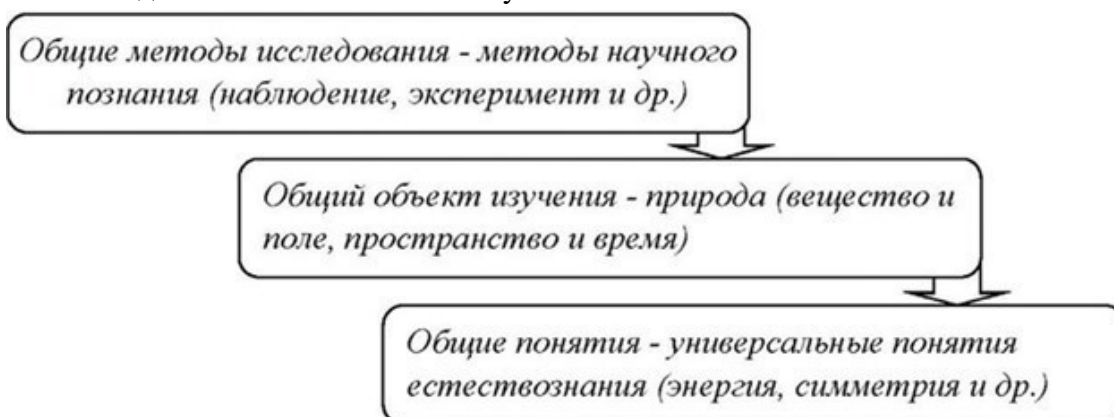 Общие методы исследования - методы научного
познания (наблюдение, эксперимент и др.)
Общий объект изучения - природа (вещество и
поле, пространство и время)
Общие понятия - универсальные понятия
естествознания (энергия, симметрия и др.)